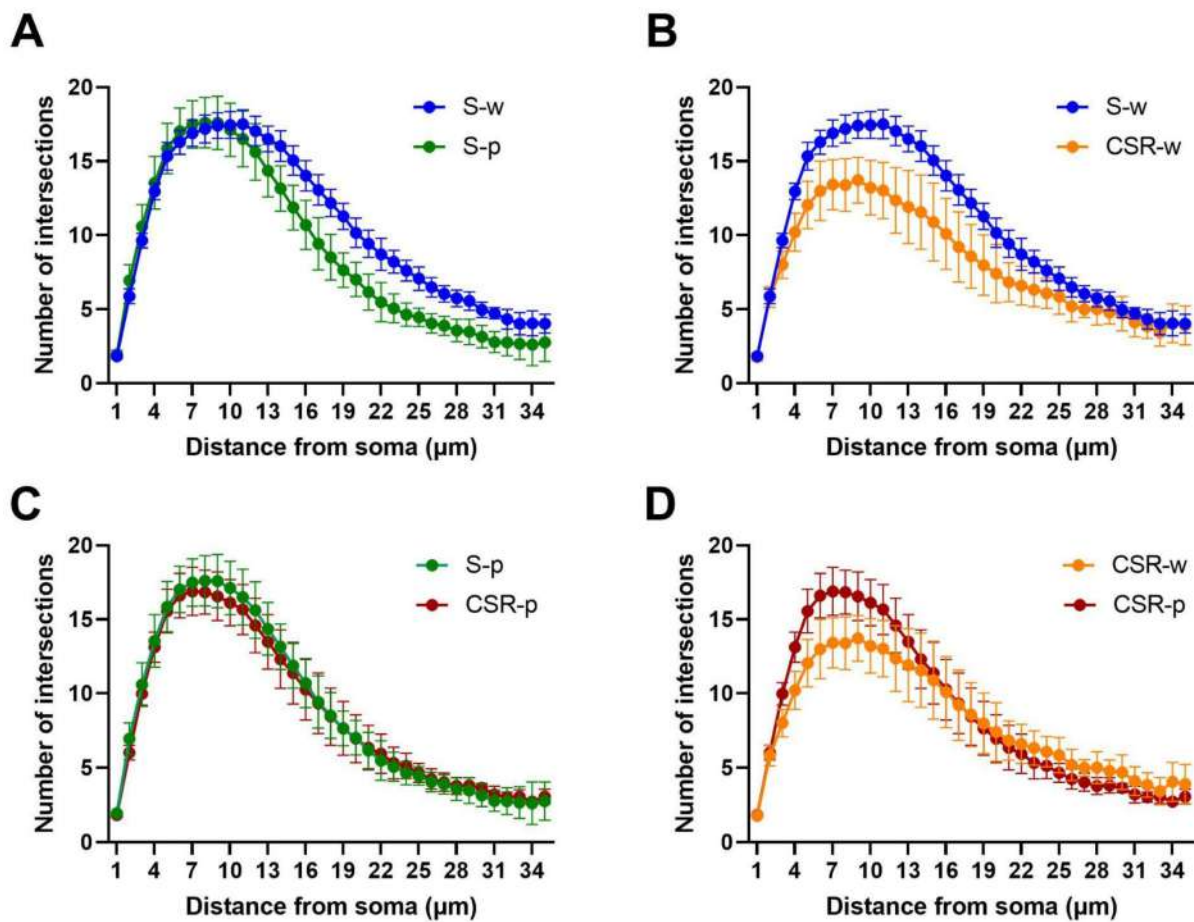 A
Number of intersections
20
15
10
5
0
S-w
S-p
1 4 7 10 13 16 19 22 25 28 31 34
Distance from soma (µm)
B
Number of intersections
20
15
10
5
0
S-w
CSR-w
1 4 7 10 13 16 19 22 25 28 31 34
Distance from soma (µm)
C
Number of intersections
20
15
10
5
0
S-p
CSR-p
1 4 7 10 13 16 19 22 25 28 31 34
Distance from soma (µm)
D
Number of intersections
20
15
10
5
0
CSR-w
CSR-p
1 4 7 10 13 16 19 22 25 28 31 34
Distance from soma (µm)